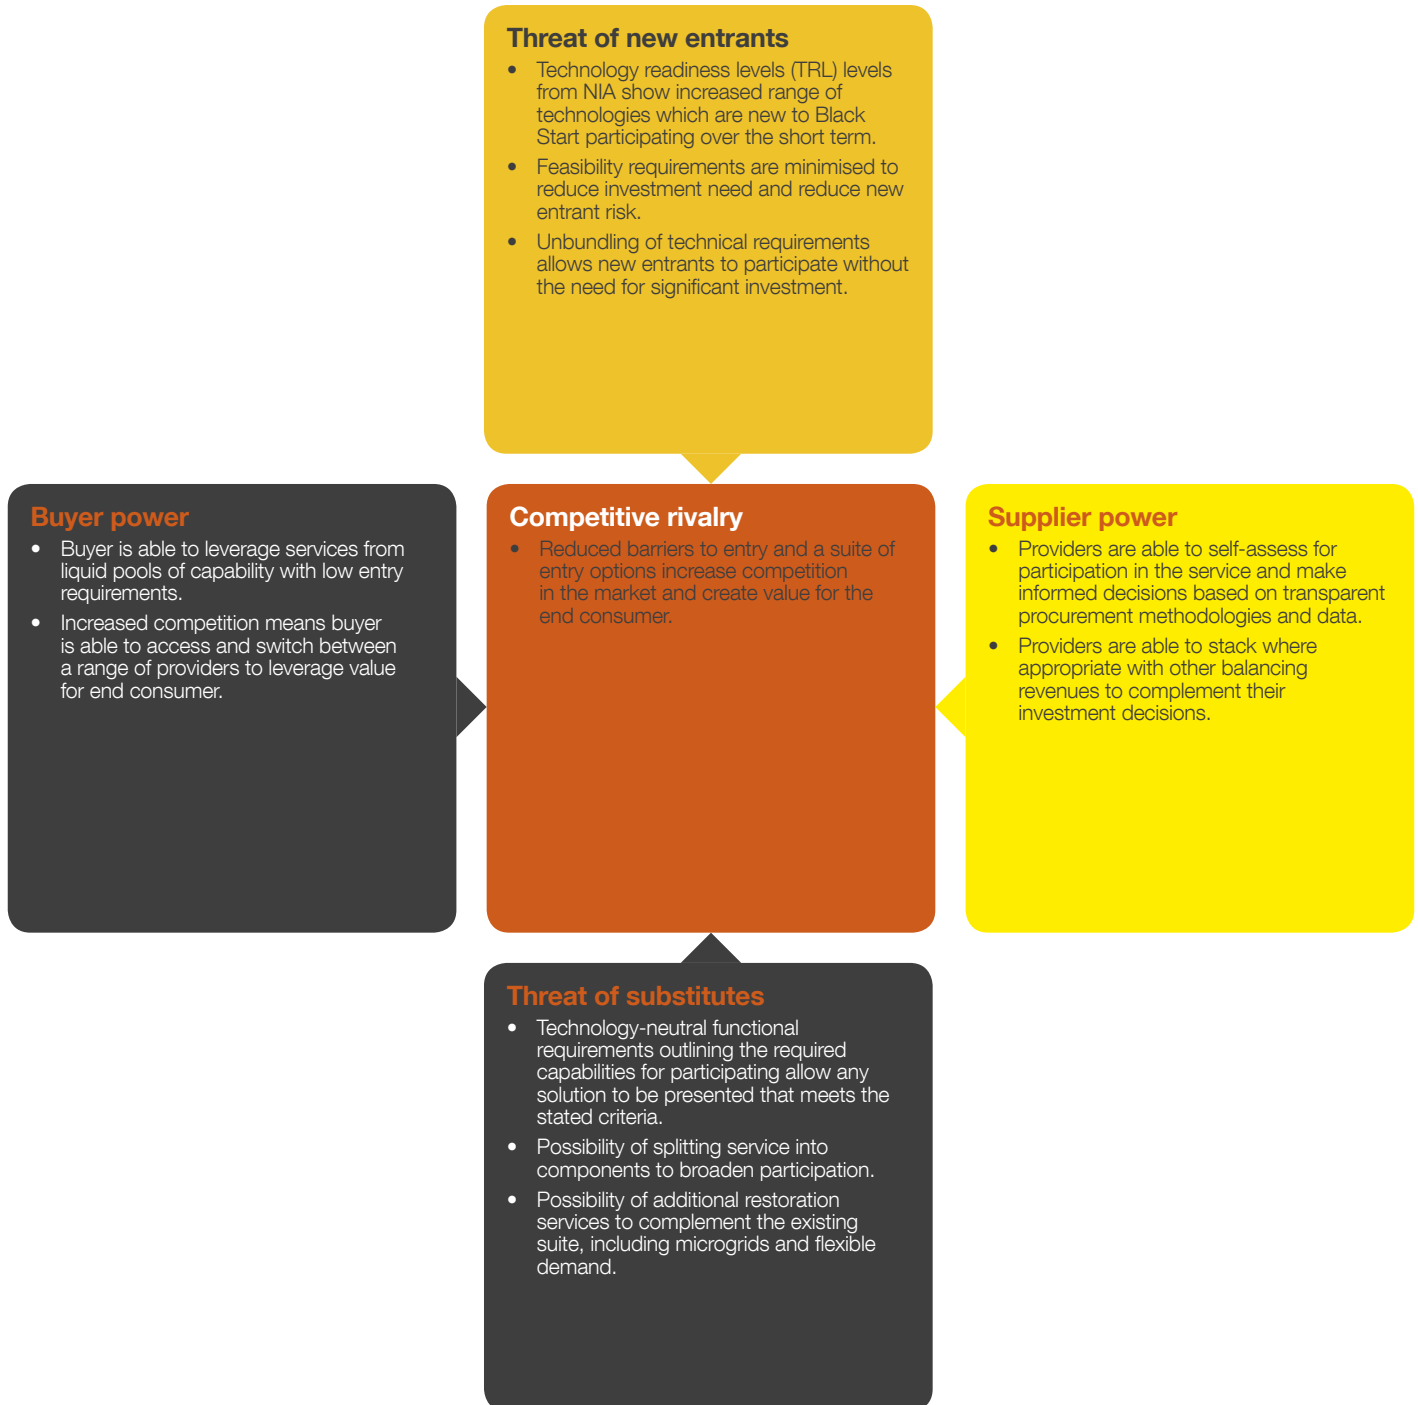 Threat of new entrants
• Technology readiness levels (TRL) levels
from NIA show increased range of
technologies which are new to Black
Start participating over the short term.
• Feasibility requirements are minimised to
reduce investment need and reduce new
entrant risk.
• Unbundling of technical requirements
allows new entrants to participate without
the need for significant investment.
Buyer power
• Buyer is able to leverage services from
liquid pools of capability with low entry
requirements.
• Increased competition means buyer
is able to access and switch between
a range of providers to leverage value
for end consumer.
Competitive rivalry
• Reduced barriers to entry and a suite of
entry options increase competition
in the market and create value for the
end consumer.
Supplier power
• Providers are able to self-assess for
participation in the service and make
informed decisions based on transparent
procurement methodologies and data.
• Providers are able to stack where
appropriate with other balancing
revenues to complement their
investment decisions.
Threat of substitutes
• Technology-neutral functional
requirements outlining the required
capabilities for participating allow any
solution to be presented that meets the
stated criteria.
• Possibility of splitting service into
components to broaden participation.
• Possibility of additional restoration
services to complement the existing
suite, including microgrids and flexible
demand.